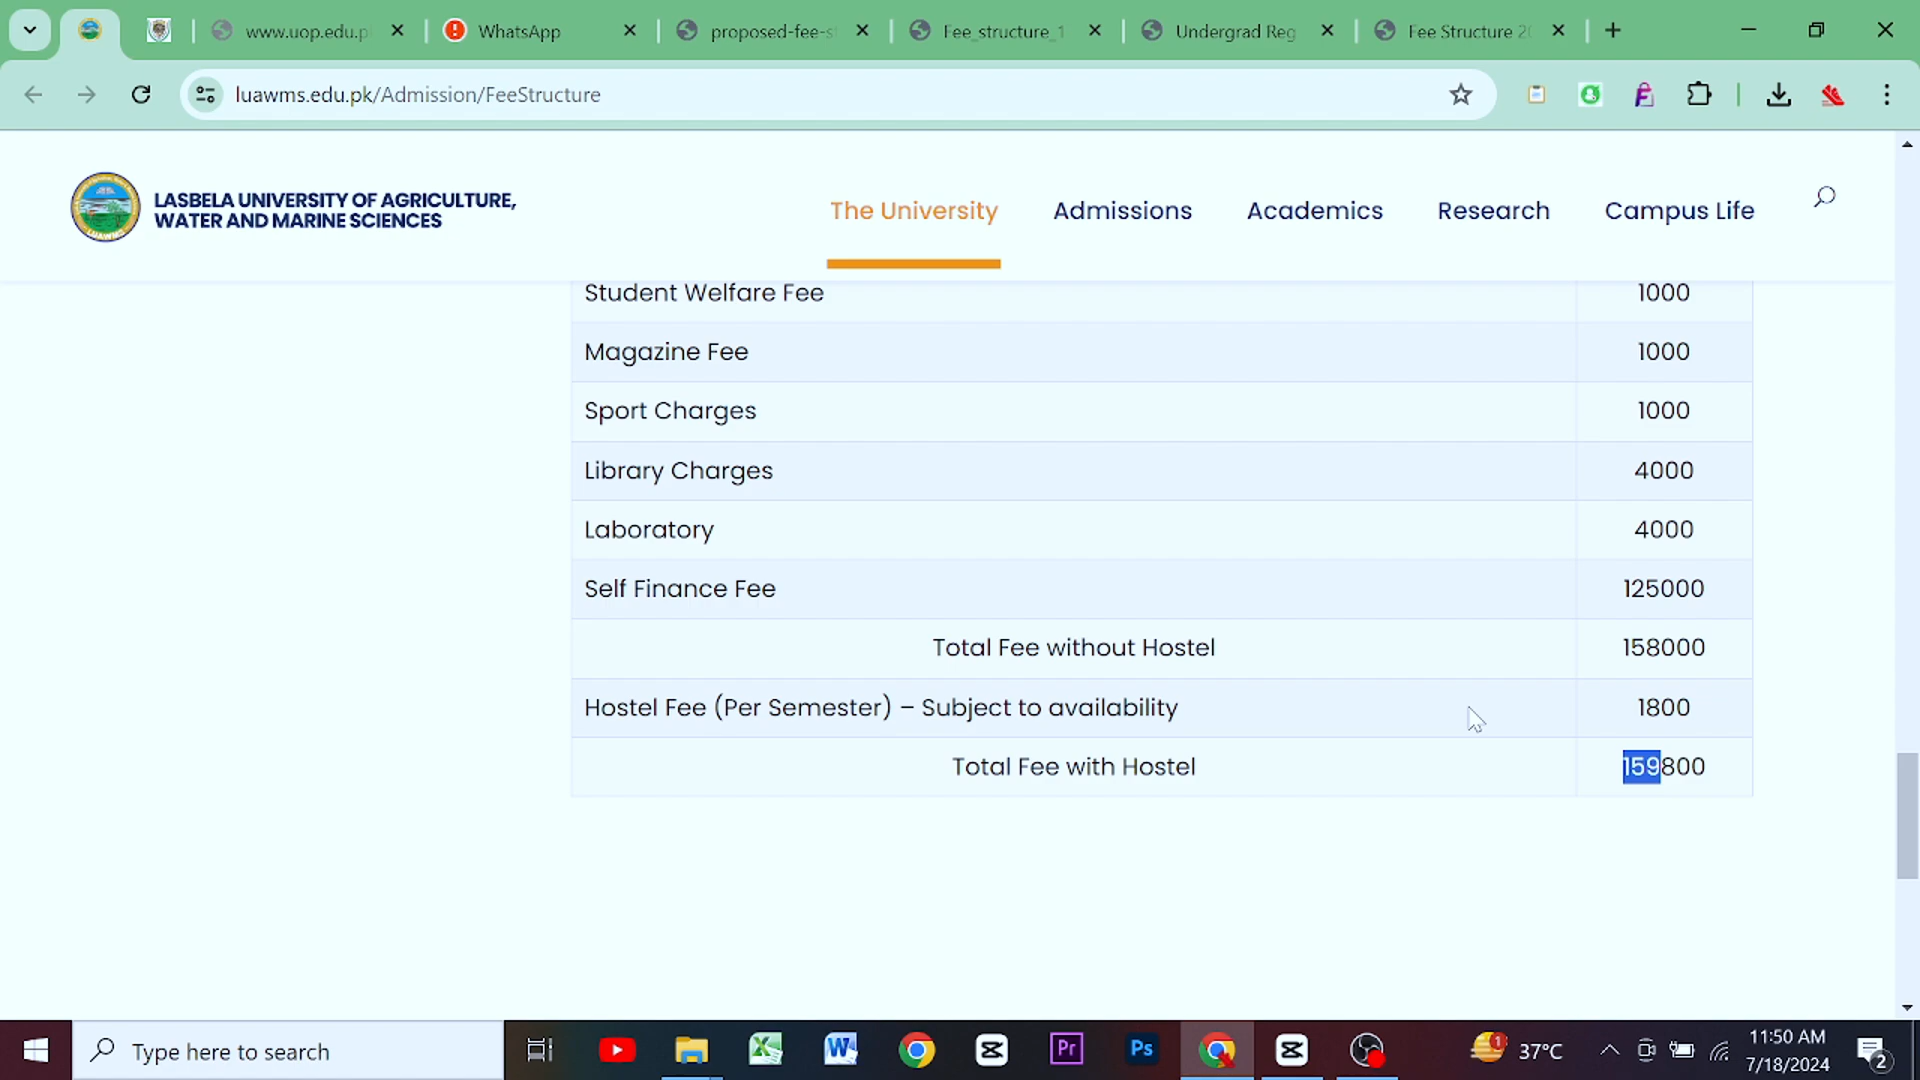 www.uop.edu.p
WhatsApp
proposed-fee-s
Fee_structure_1
Undergrad Reg
Fee Structure 20
luawms.edu.pk/Admission/FeeStructure
LASBELA UNIVERSITY OF AGRICULTURE,
WATER AND MARINE SCIENCES
The University
Admissions
Academics
Research
Campus Life
Student Welfare Fee 1000
Magazine Fee 1000
Sport Charges 1000
Library Charges 4000
Laboratory 4000
Self Finance Fee 125000
Total Fee without Hostel 158000
Hostel Fee (Per Semester) – Subject to availability 1800
Total Fee with Hostel 159800
Type here to search
Pr
Ps
1
37°C
11:50 AM
7/18/2024
2